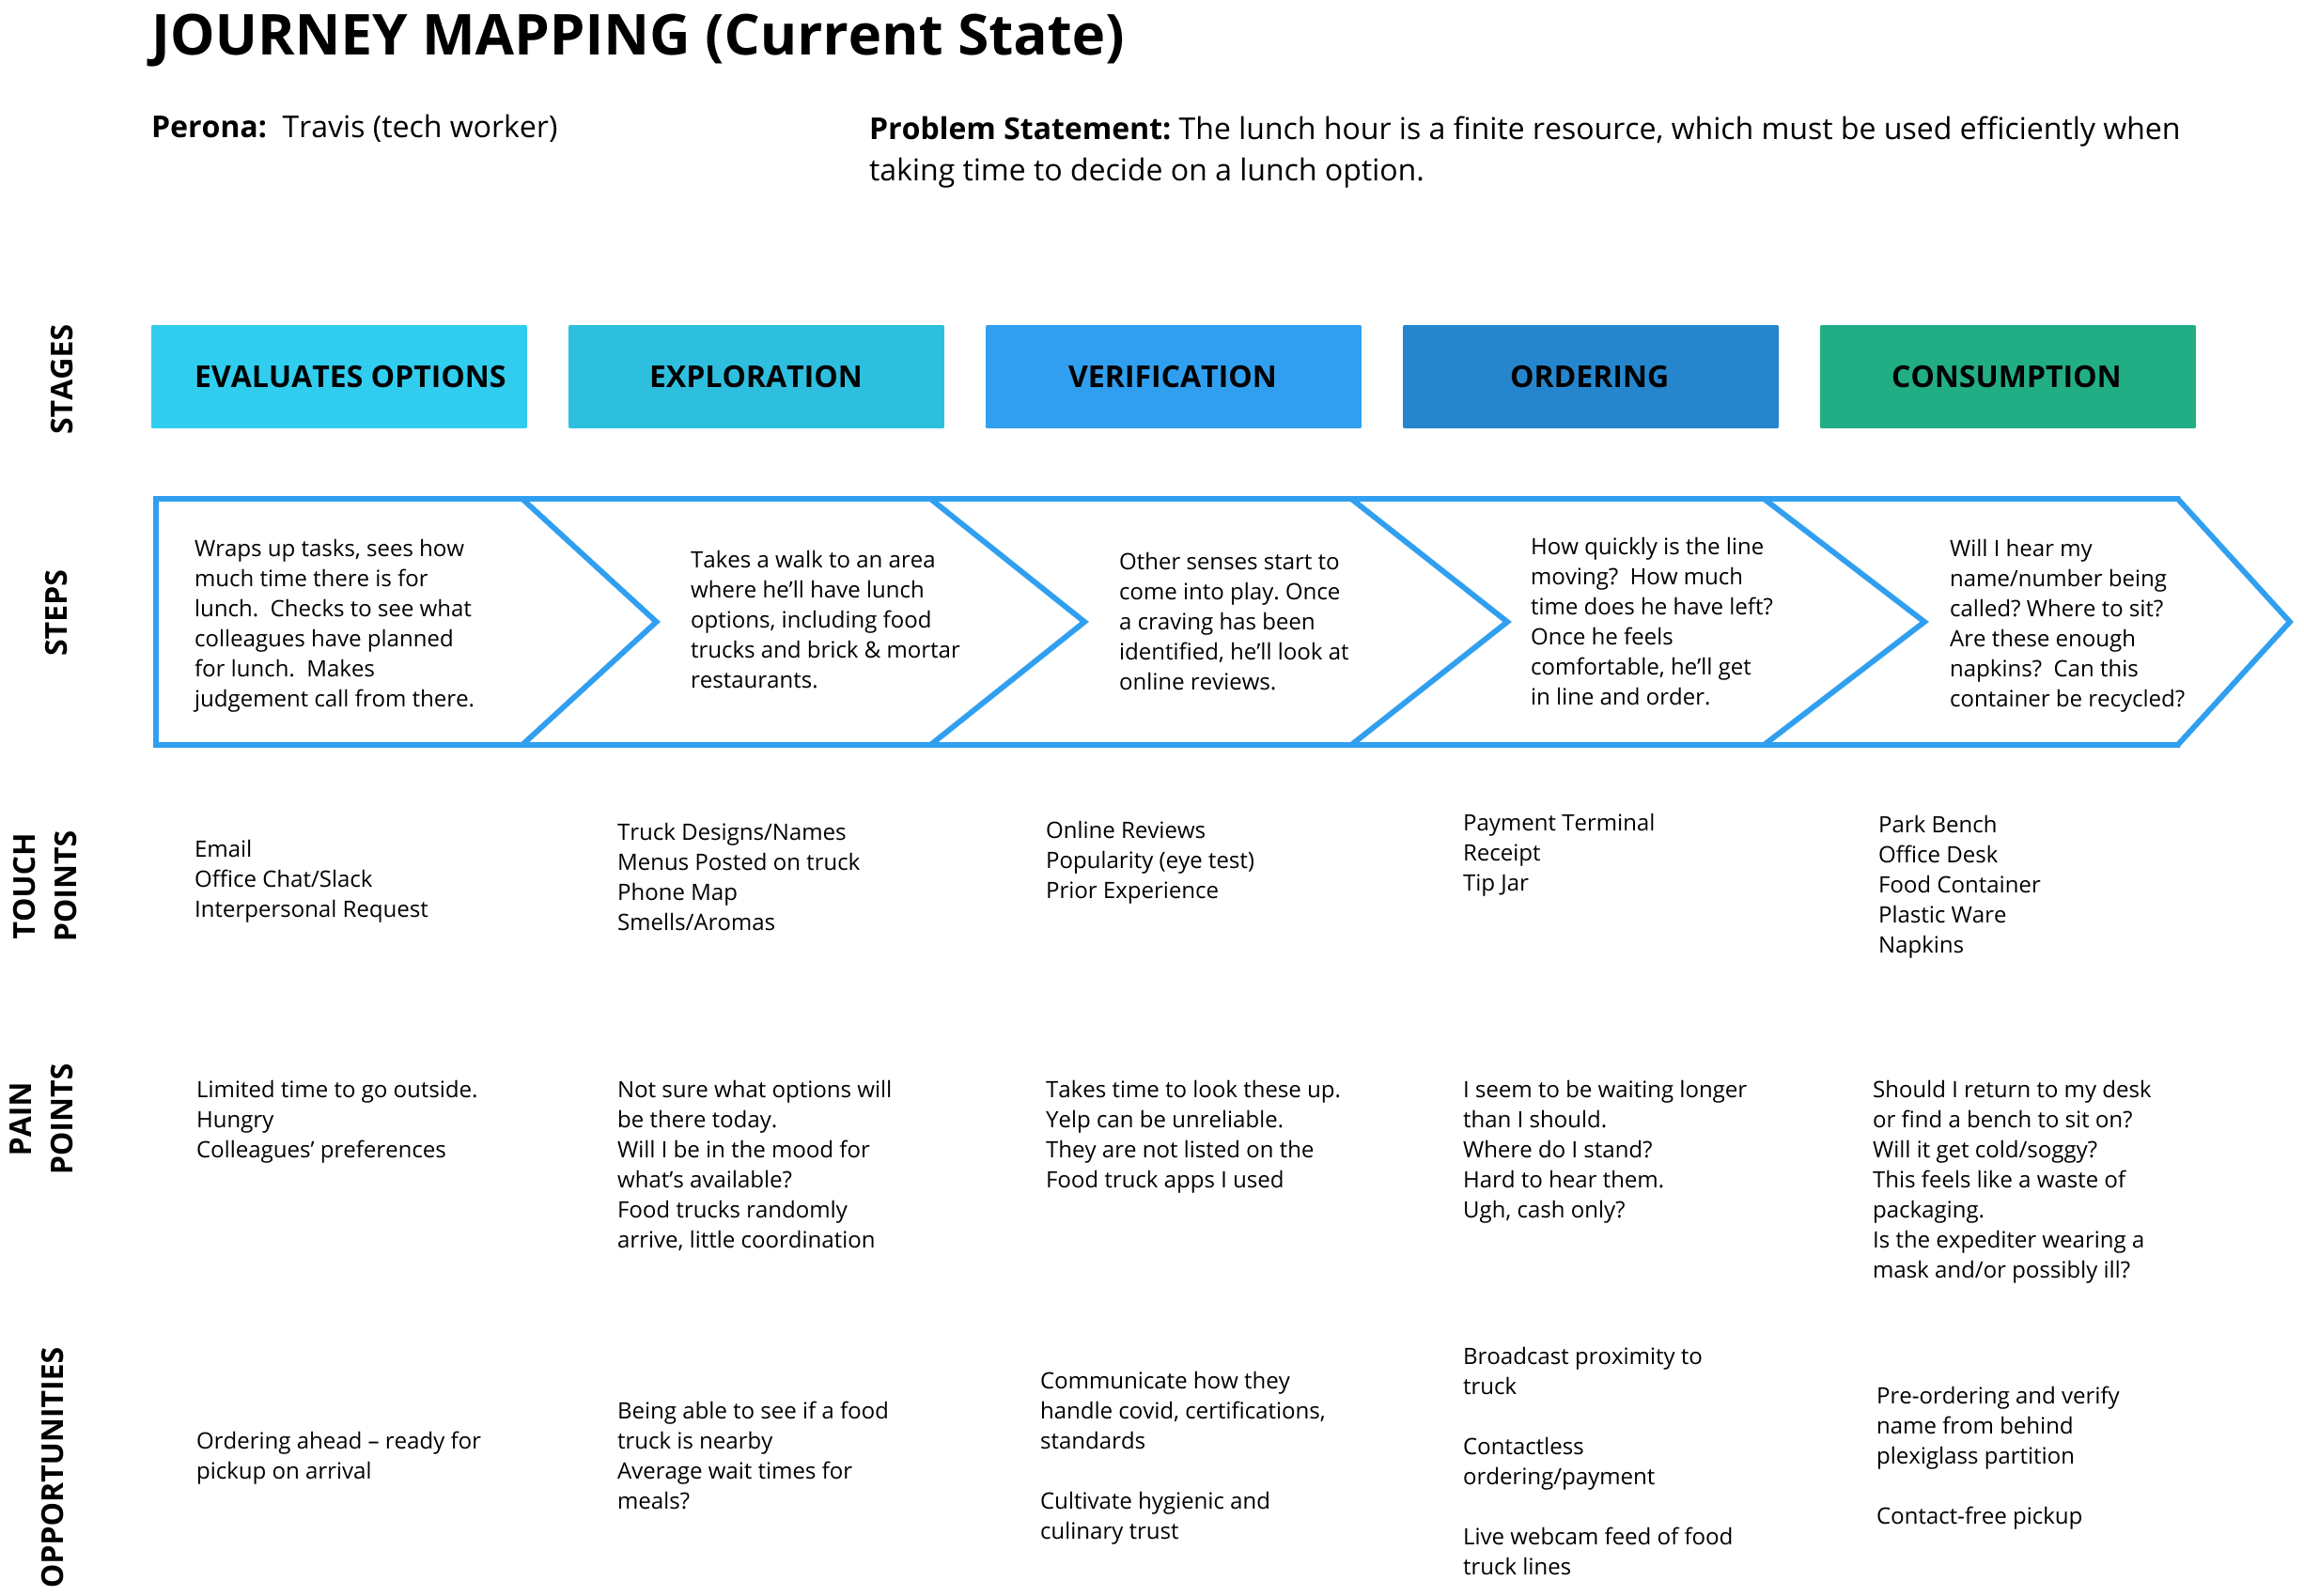 JOURNEY MAPPING (Current State)
Perona:  Travis (tech worker)
Problem Statement: The lunch hour is a finite resource, which must be used efficiently when
taking time to decide on a lunch option.
STAGES
EVALUATES OPTIONS
EXPLORATION
VERIFICATION
ORDERING
CONSUMPTION
STEPS
Wraps up tasks, sees how
much time there is for
lunch.  Checks to see what
colleagues have planned
for lunch.  Makes
judgement call from there.
Takes a walk to an area
where he’ll have lunch
options, including food
trucks and brick & mortar
restaurants.
Other senses start to
come into play. Once
a craving has been
identified, he’ll look at
online reviews.
How quickly is the line
moving?  How much
time does he have left?
Once he feels
comfortable, he’ll get
in line and order.
Will I hear my
name/number being
called? Where to sit?
Are these enough
napkins?  Can this
container be recycled?
TOUCH
POINTS
Email
Office Chat/Slack
Interpersonal Request
Truck Designs/Names
Menus Posted on truck
Phone Map
Smells/Aromas
Online Reviews
Popularity (eye test)
Prior Experience
Payment Terminal
Receipt
Tip Jar
Park Bench
Office Desk
Food Container
Plastic Ware
Napkins
PAIN
POINTS
Limited time to go outside.
Hungry
Colleagues’ preferences
Not sure what options will
be there today.
Will I be in the mood for
what’s available?
Food trucks randomly
arrive, little coordination
Takes time to look these up.
Yelp can be unreliable.
They are not listed on the
Food truck apps I used
I seem to be waiting longer
than I should.
Where do I stand?
Hard to hear them.
Ugh, cash only?
Should I return to my desk
or find a bench to sit on?
Will it get cold/soggy?
This feels like a waste of
packaging.
Is the expediter wearing a
mask and/or possibly ill?
OPPORTUNITIES
Ordering ahead – ready for
pickup on arrival
Being able to see if a food
truck is nearby
Average wait times for
meals?
Communicate how they
handle covid, certifications,
standards
Cultivate hygienic and
culinary trust
Broadcast proximity to
truck
Contactless
ordering/payment
Live webcam feed of food
truck lines
Pre-ordering and verify
name from behind
plexiglass partition
Contact-free pickup